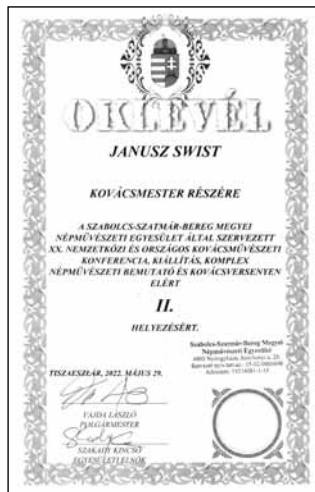 OKLEVÉL
JANUSZ SWIST
KOVÁCSMESTER RÉSZÉRE
A SZABOLCS-SZATMÁR-BEREG MEGYEI
NÉPMŰVÉSZETI EGYESÜLET ÁLTAL SZERVEZETT
XX. NEMZETKÖZI ÉS ORSZÁGOS KOVÁCSMŰVÉSZETI
KONFERENCIA, KIÁLLÍTÁS, KOMPLEX
NÉPMŰVÉSZETI BEMUTATÓ ÉS KOVÁCSVERSENYEN
ELÉRT
II.
HELYEZÉSÉRT.
Szabolcs-Szatmár-Bereg Megyei
Népművészeti Egyesület
TISZAESZLÁR, 2022. MÁJUS 29.
VAJDA LÁSZLÓ
POLGÁRMESTER
SZAKADY KINCSŐ
EGYESÜLETI ELNÖK